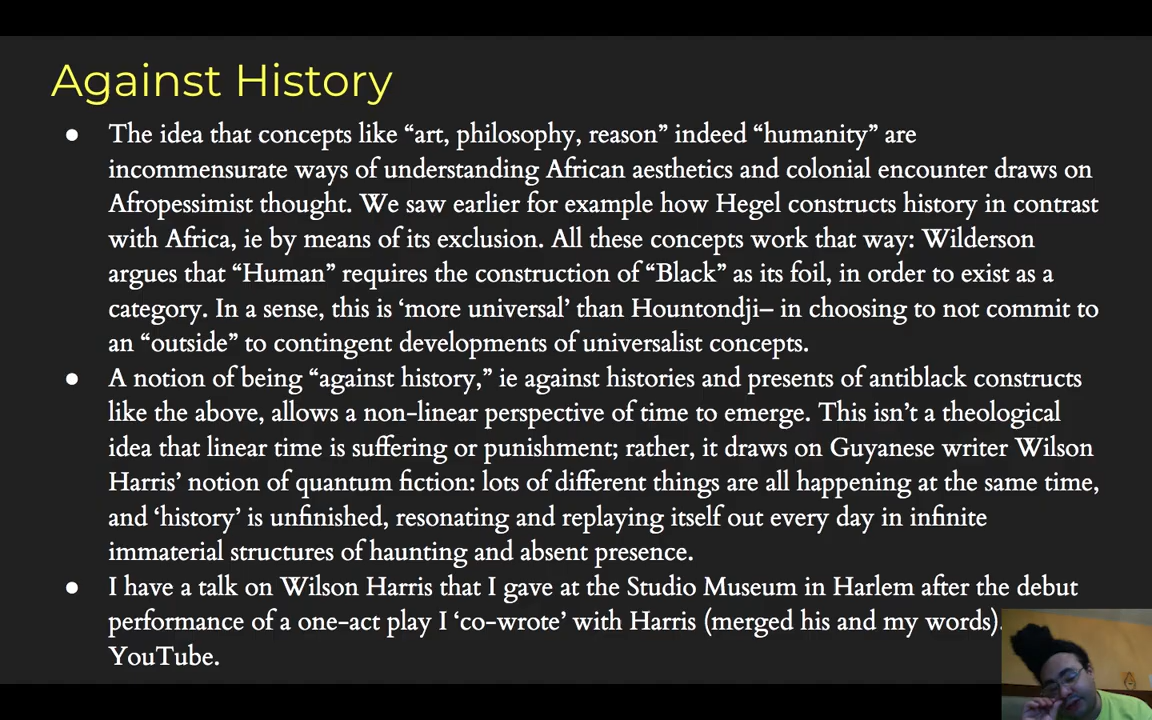 Against History
● The idea that concepts like “art, philosophy, reason” indeed “humanity” are
incommensurate ways of understanding African aesthetics and colonial encounter draws on
Afropessimist thought. We saw earlier for example how Hegel constructs history in contrast
with Africa, ie by means of its exclusion. All these concepts work that way: Wilderson
argues that “Human” requires the construction of “Black” as its foil, in order to exist as a
category. In a sense, this is ‘more universal’ than Hountondji– in choosing to not commit to
an “outside” to contingent developments of universalist concepts.
● A notion of being “against history,” ie against histories and presents of antiblack constructs
like the above, allows a non-linear perspective of time to emerge. This isn’t a theological
idea that linear time is suffering or punishment; rather, it draws on Guyanese writer Wilson
Harris’ notion of quantum fiction: lots of different things are all happening at the same time,
and ‘history’ is unfinished, resonating and replaying itself out every day in infinite
immaterial structures of haunting and absent presence.
● I have a talk on Wilson Harris that I gave at the Studio Museum in Harlem after the debut
performance of a one-act play I ‘co-wrote’ with Harris (merged his and my words).
YouTube.